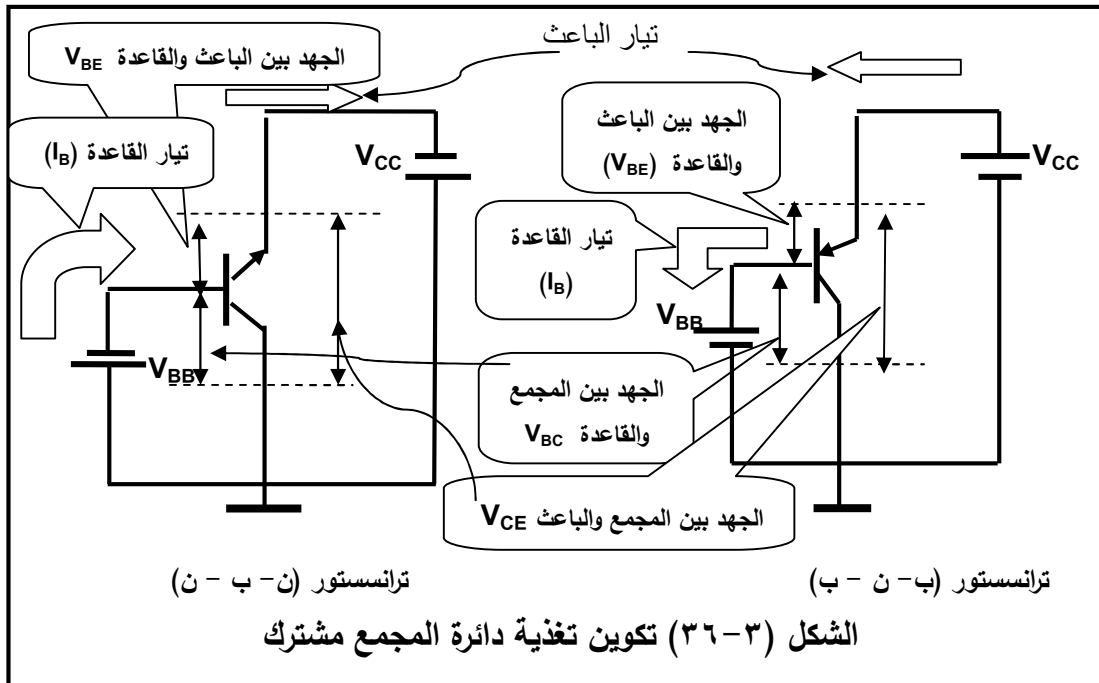 تيار الباعث
الجهد بين الباعث والقاعدة VBE
الجهد بين الباعث
والقاعدة (VBE)
تيار القاعدة (IB)
VCC
VCC
تيار القاعدة
(IB)
VBB
VBB
الجهد بين المجمع
والقاعدة VBC
الجهد بين المجمع والباعث VCE
ترانسستور (ب- ن - ب)
ترانسستور (ن- ب - ن)
الشكل (٣-٣٦) تكوين تغذية دائرة المجمع مشترك